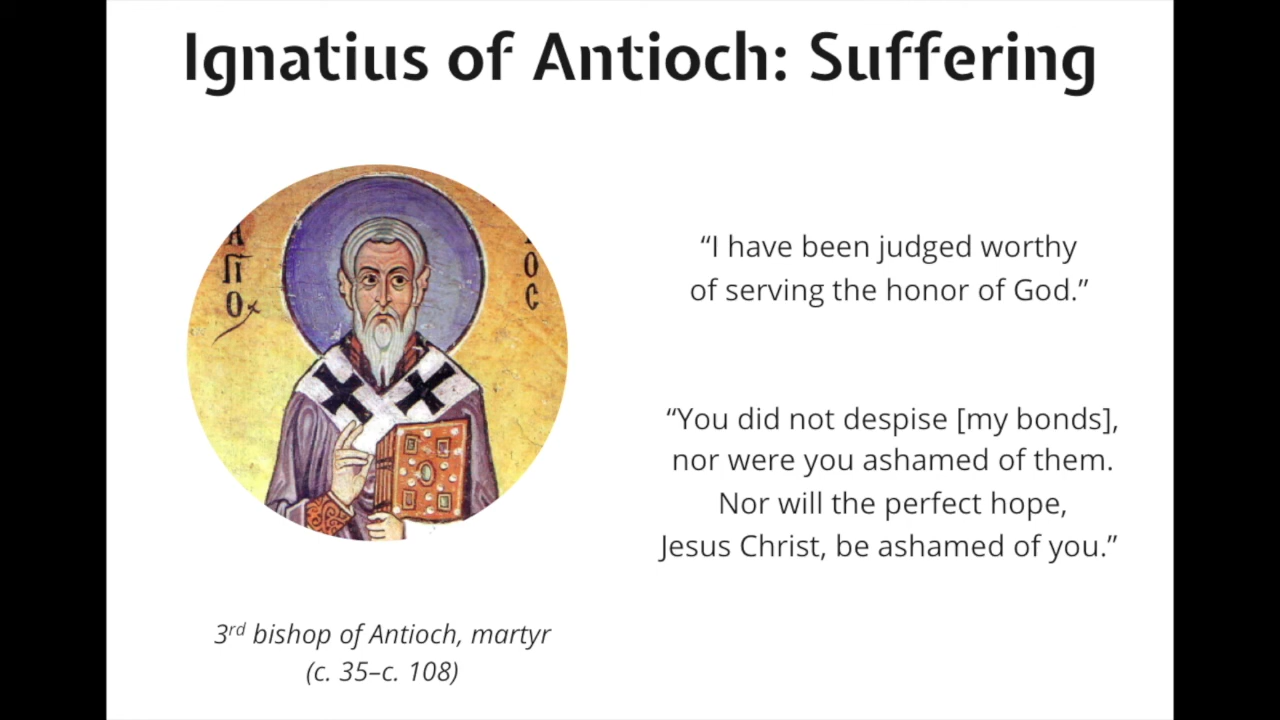 Ignatius of Antioch: Suffering
Α
ΓΙ
Ο
Ο
С
“I have been judged worthy
of serving the honor of God.”
“You did not despise [my bonds],
nor were you ashamed of them.
Nor will the perfect hope,
Jesus Christ, be ashamed of you.”
3rd bishop of Antioch, martyr
(c. 35–c. 108)